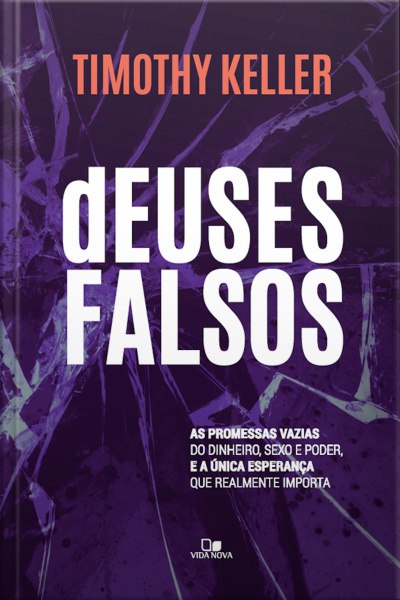 TIMOTHY KELLER
dEUSES
FALSOS
AS PROMESSAS VAZIAS
DO DINHEIRO, SEXO E PODER,
E A ÚNICA ESPERANÇA
QUE REALMENTE IMPORTA
VIDA NOVA